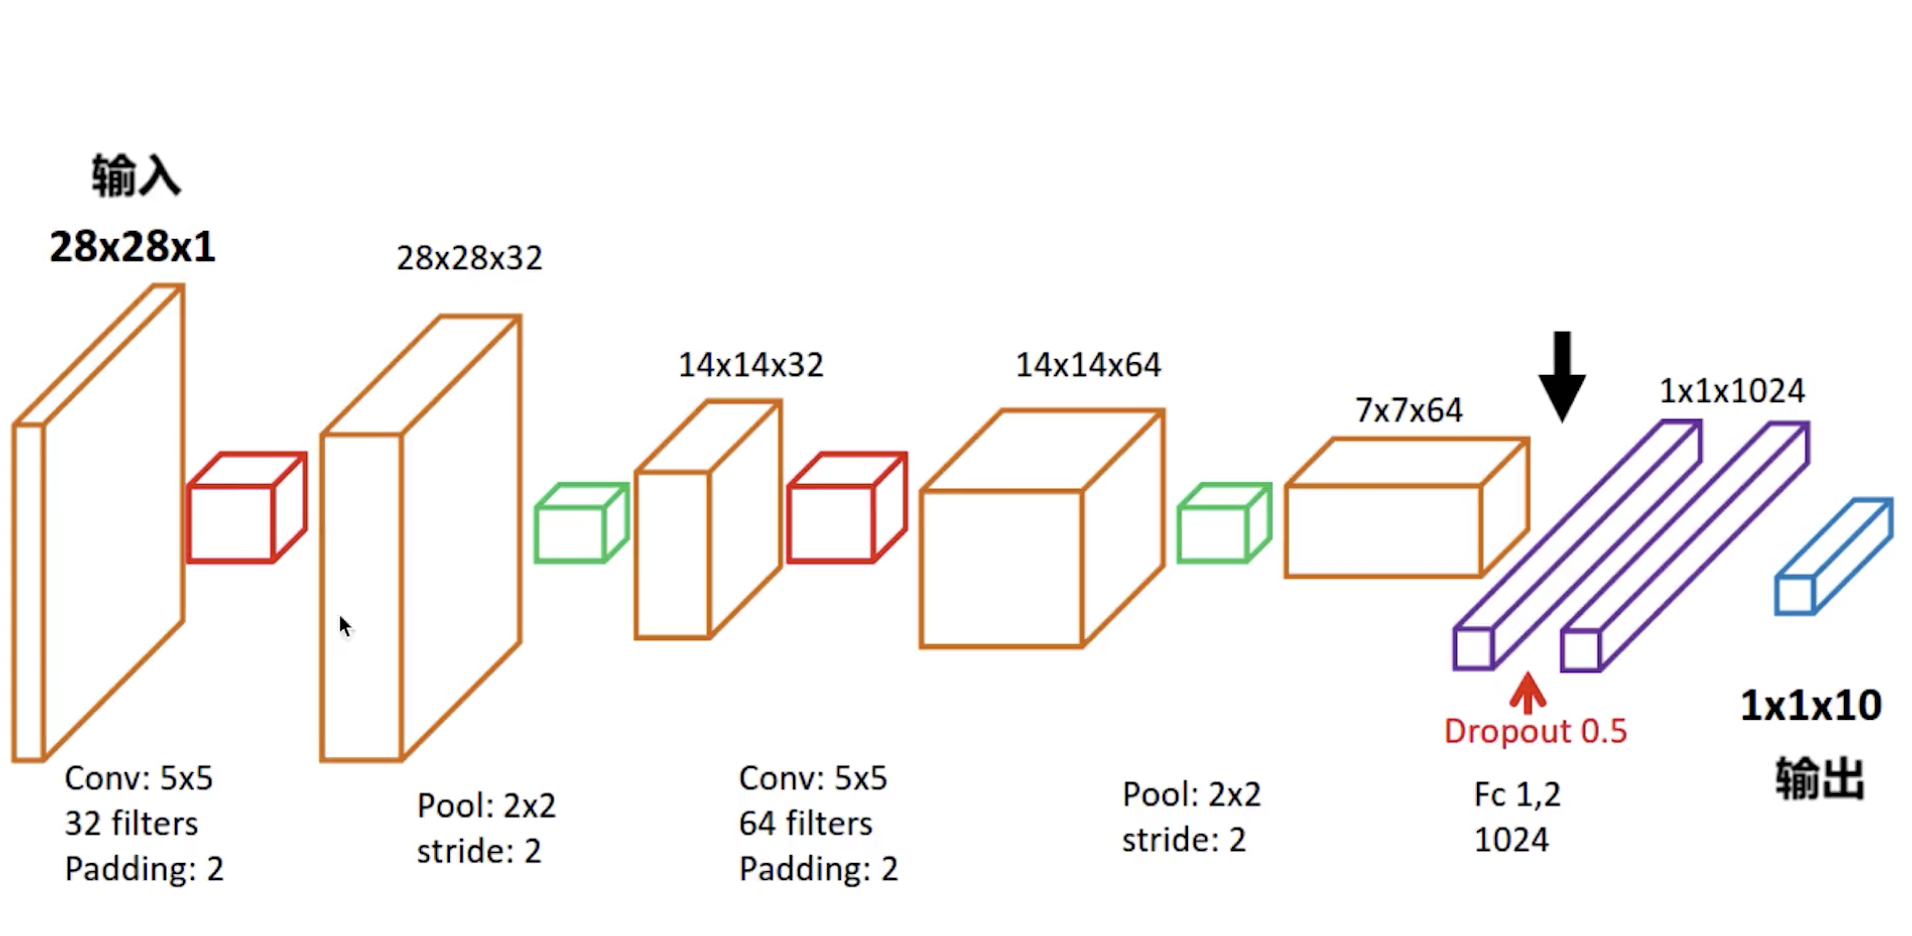 输入
28x28x1
28x28x32
14x14x32
14x14x64
7x7x64
1x1x1024
Conv: 5x5
32 filters
Padding: 2
Pool: 2x2
stride: 2
Conv: 5x5
64 filters
Padding: 2
Pool: 2x2
stride: 2
Dropout 0.5
Fc 1,2
1024
1x1x10
输出